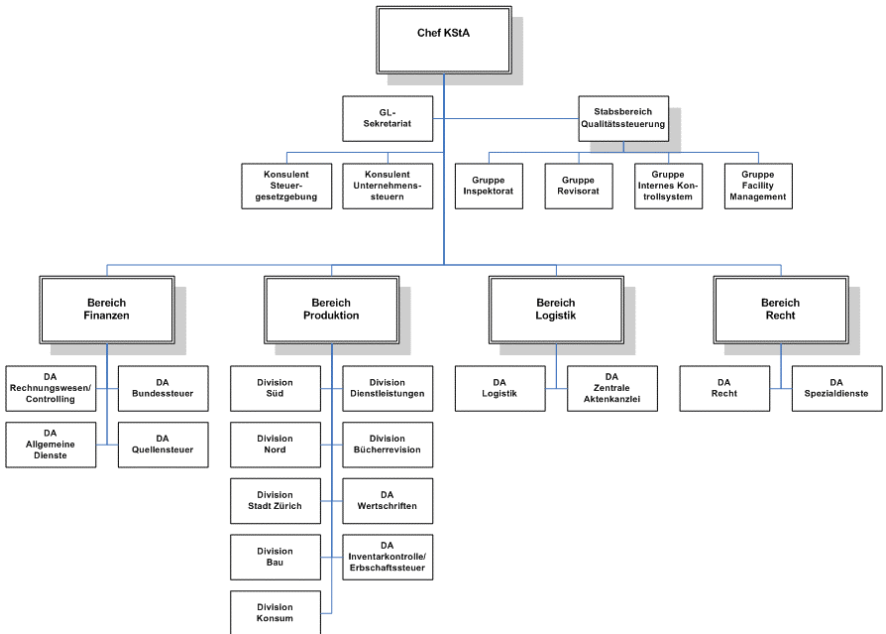 Chef KStA
GL-
Sekretariat
Stabsbereich
Qualitätssteuerung
Konsulent
Steuer-
gesetzgebung
Konsulent
Unternehmens-
steuern
Gruppe
Inspektorat
Gruppe
Revisorat
Gruppe
Internes Kon-
trollsystem
Gruppe
Facility
Management
Bereich
Finanzen
Bereich
Produktion
Bereich
Logistik
Bereich
Recht
DA
Rechnungswesen/
Controlling
DA
Bundessteuer
DA
Allgemeine
Dienste
DA
Quellensteuer
Division
Süd
Division
Dienstleistungen
Division
Nord
Division
Bücherrevision
Division
Stadt Zürich
DA
Wertschriften
Division
Bau
DA
Inventarkontrolle/
Erbschaftssteuer
Division
Konsum
DA
Logistik
DA
Zentrale
Aktenkanzlei
DA
Recht
DA
Spezialdienste